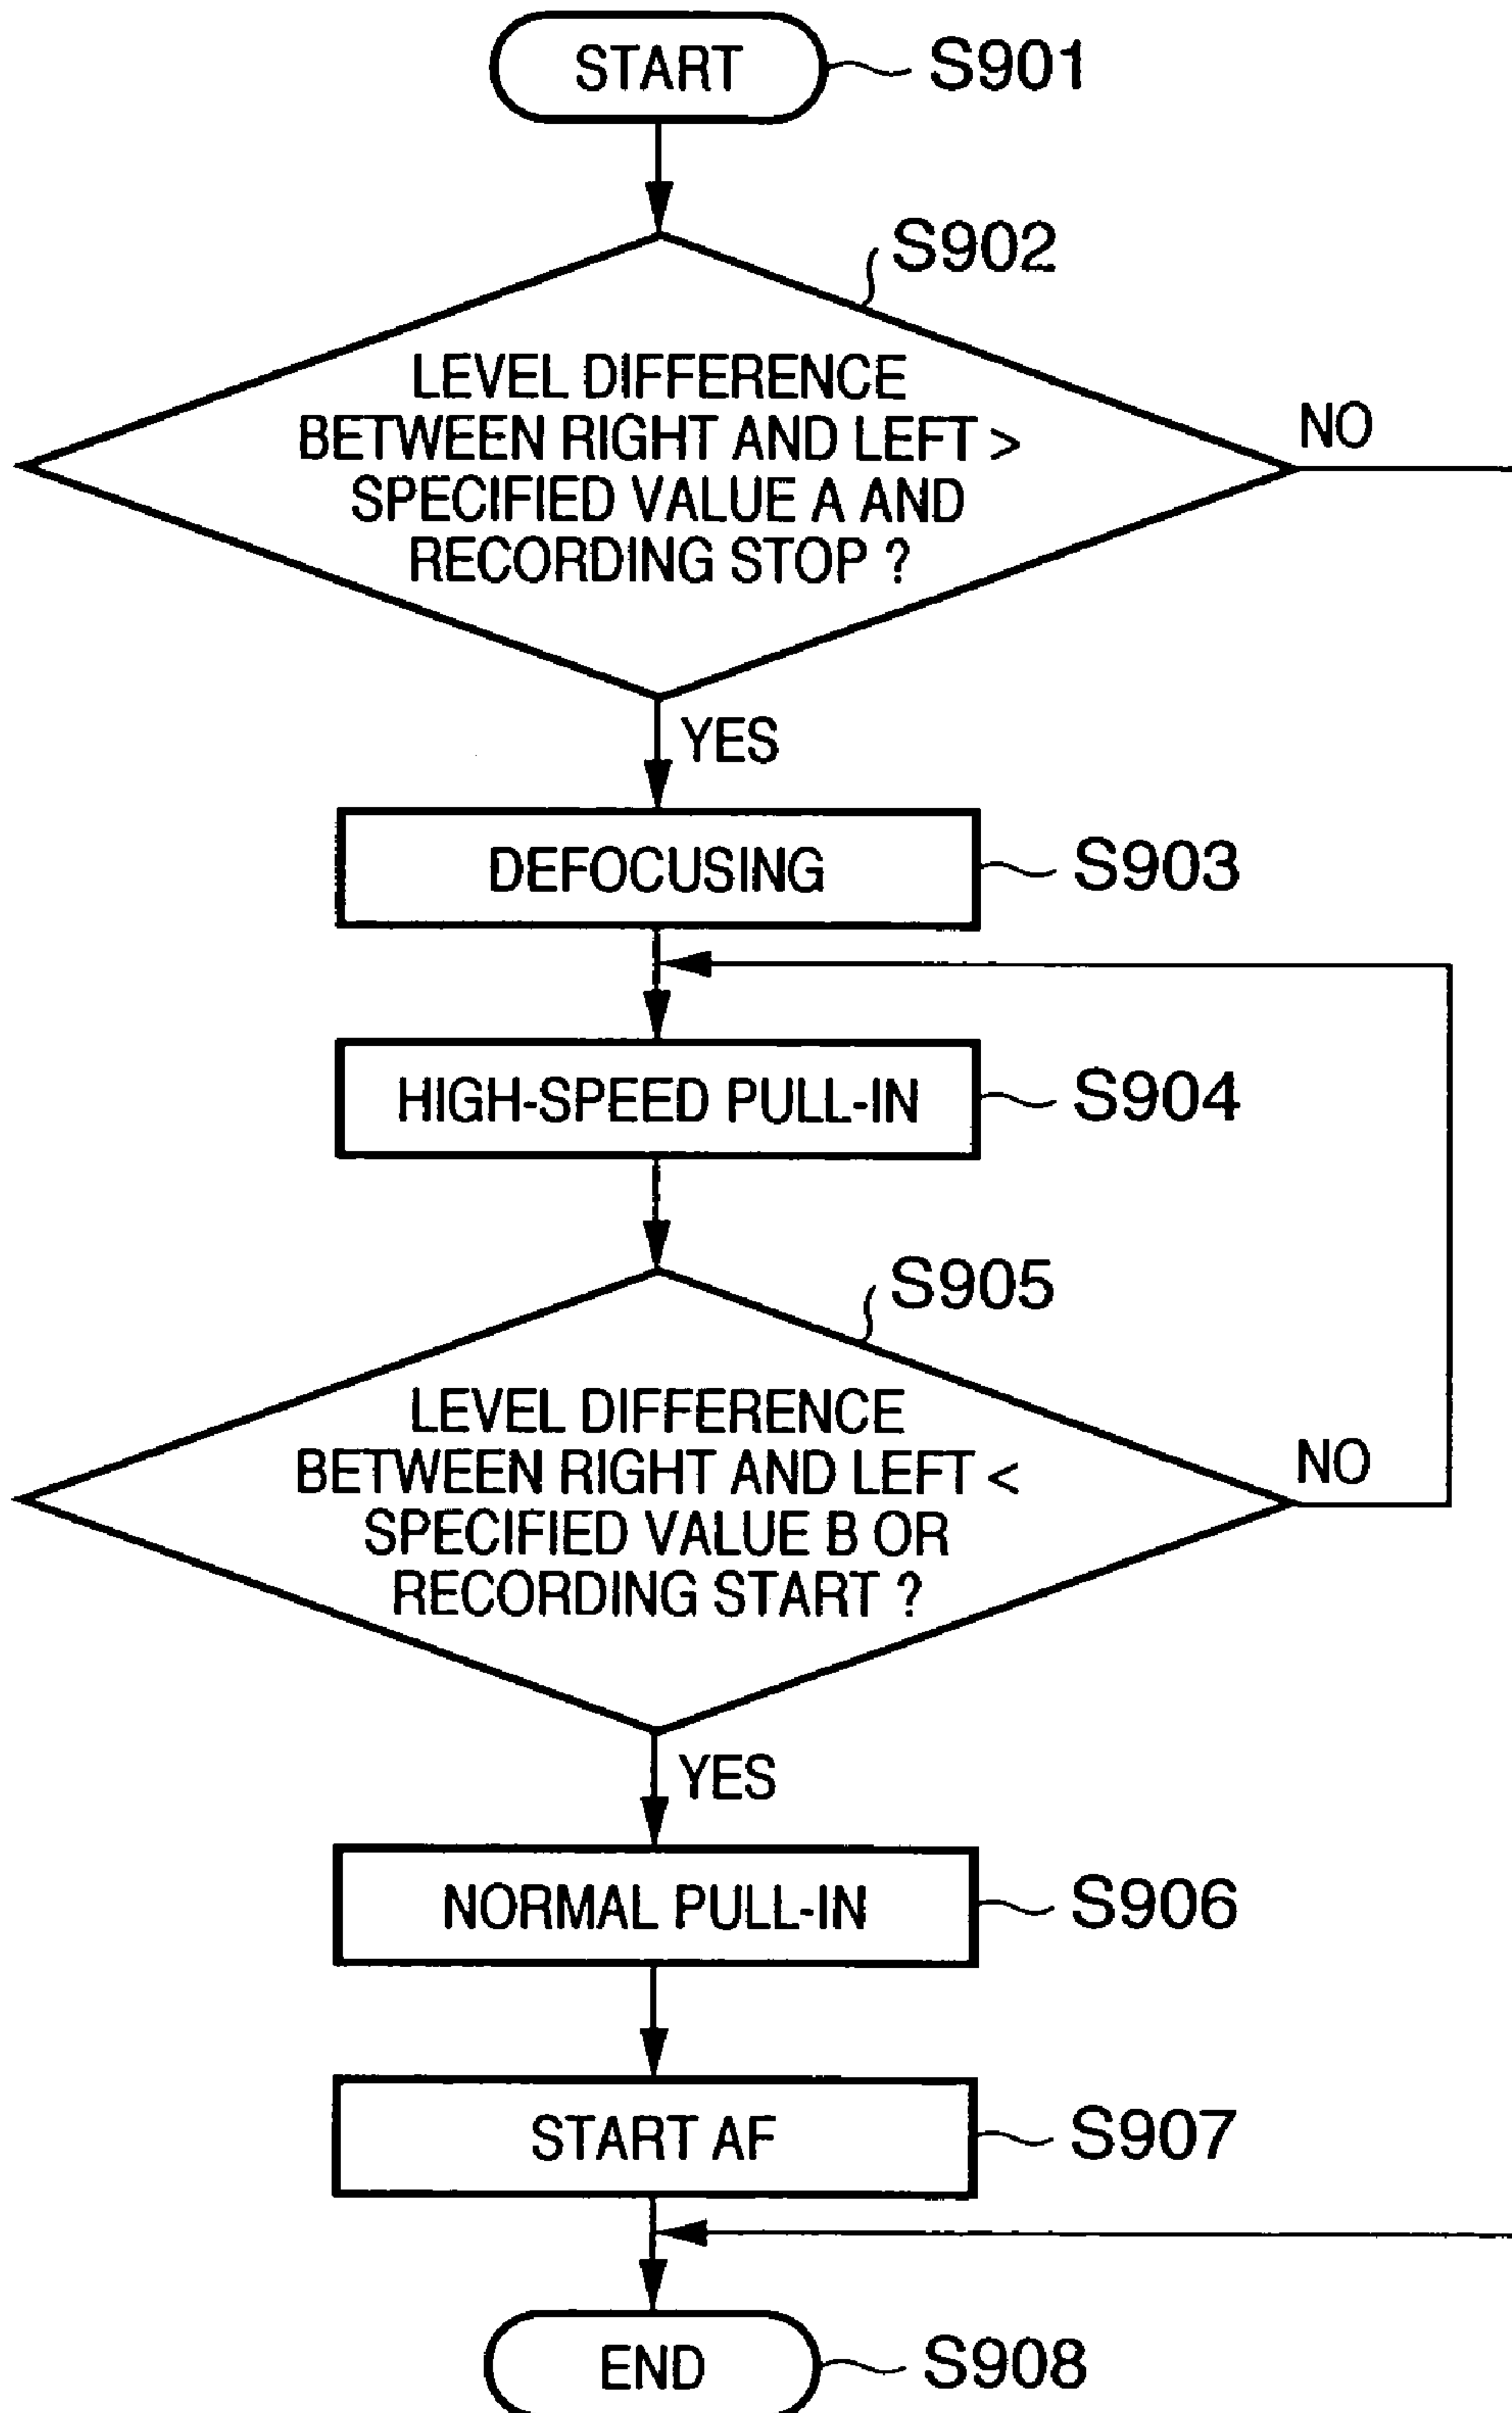 START
S901
S902
LEVEL DIFFERENCE
BETWEEN RIGHT AND LEFT >
SPECIFIED VALUE A AND
RECORDING STOP ?
NO
YES
DEFOCUSING
S903
HIGH-SPEED PULL-IN
S904
S905
LEVEL DIFFERENCE
BETWEEN RIGHT AND LEFT <
SPECIFIED VALUE B OR
RECORDING START ?
NO
YES
NORMAL PULL-IN
S906
START AF
S907
END
S908